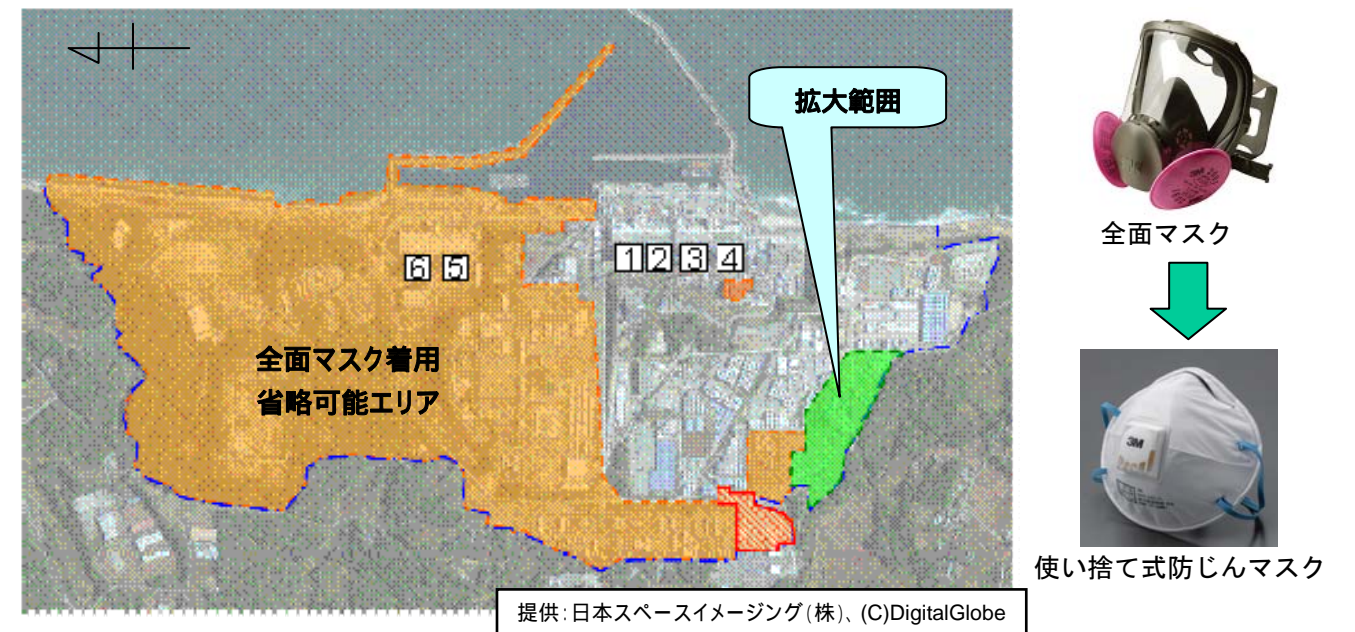 拡大範囲
6 5
1 2 3 4
全面マスク着用
省略可能エリア
提供：日本スペースイメージング(株)、(C)DigitalGlobe
全面マスク
3M
使い捨て式防じんマスク